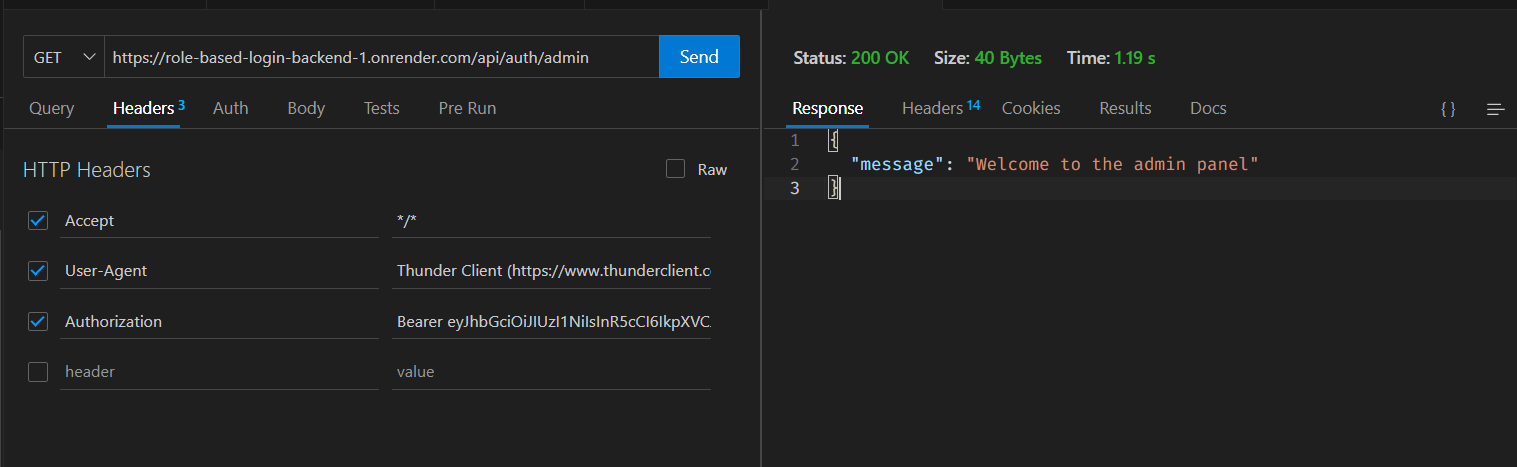 GET https://role-based-login-backend-1.onrender.com/api/auth/admin Send
Query Headers 3 Auth Body Tests Pre Run
HTTP Headers Raw
Accept */*
User-Agent Thunder Client (https://www.thunderclient.c
Authorization Bearer eyJhbGciOiJIUzI1NiIsInR5cCI6IkpXVC
header value
Status: 200 OK Size: 40 Bytes Time: 1.19 s
Response Headers 14 Cookies Results Docs { }
1 {
2 "message": "Welcome to the admin panel"
3 }